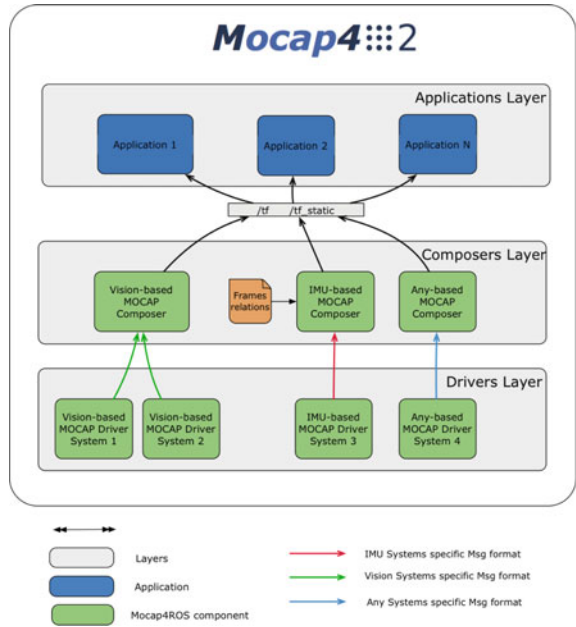 Mocap4 2
Applications Layer
Application 1
Application 2
Application N
/tf /tf_static
Composers Layer
Vision-based
MOCAP
Composer
Frames
relations
IMU-based
MOCAP
Composer
Any-based
MOCAP
Composer
Drivers Layer
Vision-based
MOCAP Driver
System 1
Vision-based
MOCAP Driver
System 2
IMU-based
MOCAP Driver
System 3
Any-based
MOCAP Driver
System 4
Layers
Application
Mocap4ROS component
IMU Systems specific Msg format
Vision Systems specific Msg format
Any Systems specific Msg format